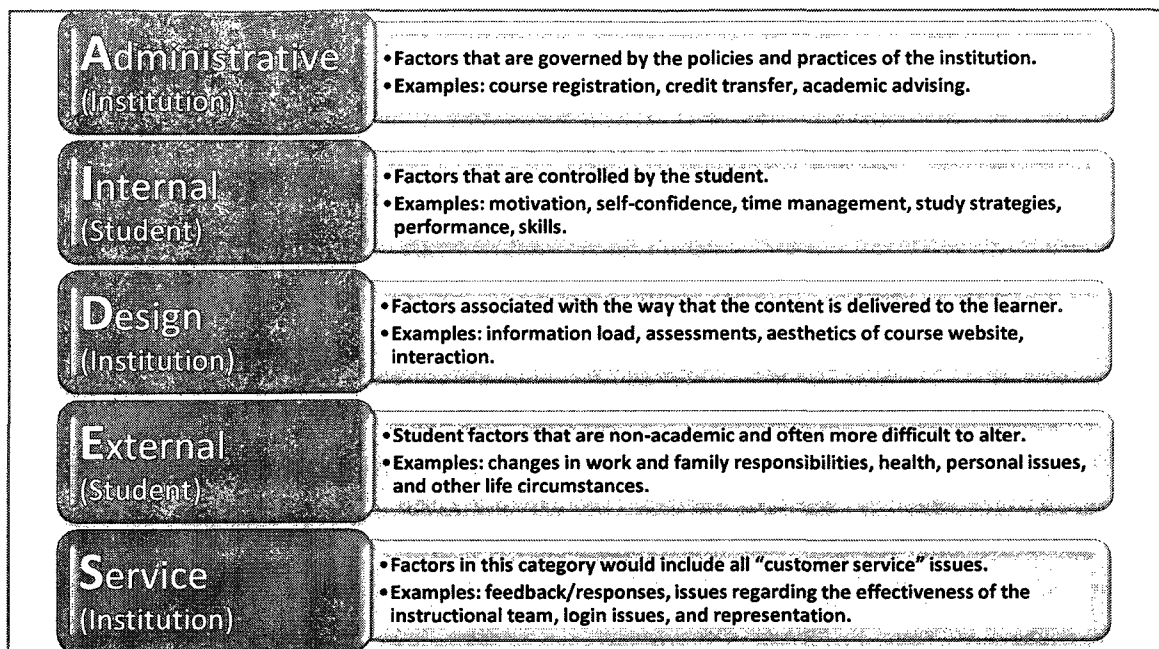 Administrative
(Institution)
•Factors that are governed by the policies and practices of the institution.
•Examples: course registration, credit transfer, academic advising.
Internal
(Student)
•Factors that are controlled by the student.
•Examples: motivation, self-confidence, time management, study strategies,
performance, skills.
Design
(Institution)
•Factors associated with the way that the content is delivered to the learner.
•Examples: information load, assessments, aesthetics of course website,
interaction.
External
(Student)
•Student factors that are non-academic and often more difficult to alter.
•Examples: changes in work and family responsibilities, health, personal issues,
and other life circumstances.
Service
(Institution)
•Factors in this category would include all “customer service” issues.
•Examples: feedback/responses, issues regarding the effectiveness of the
instructional team, login issues, and representation.